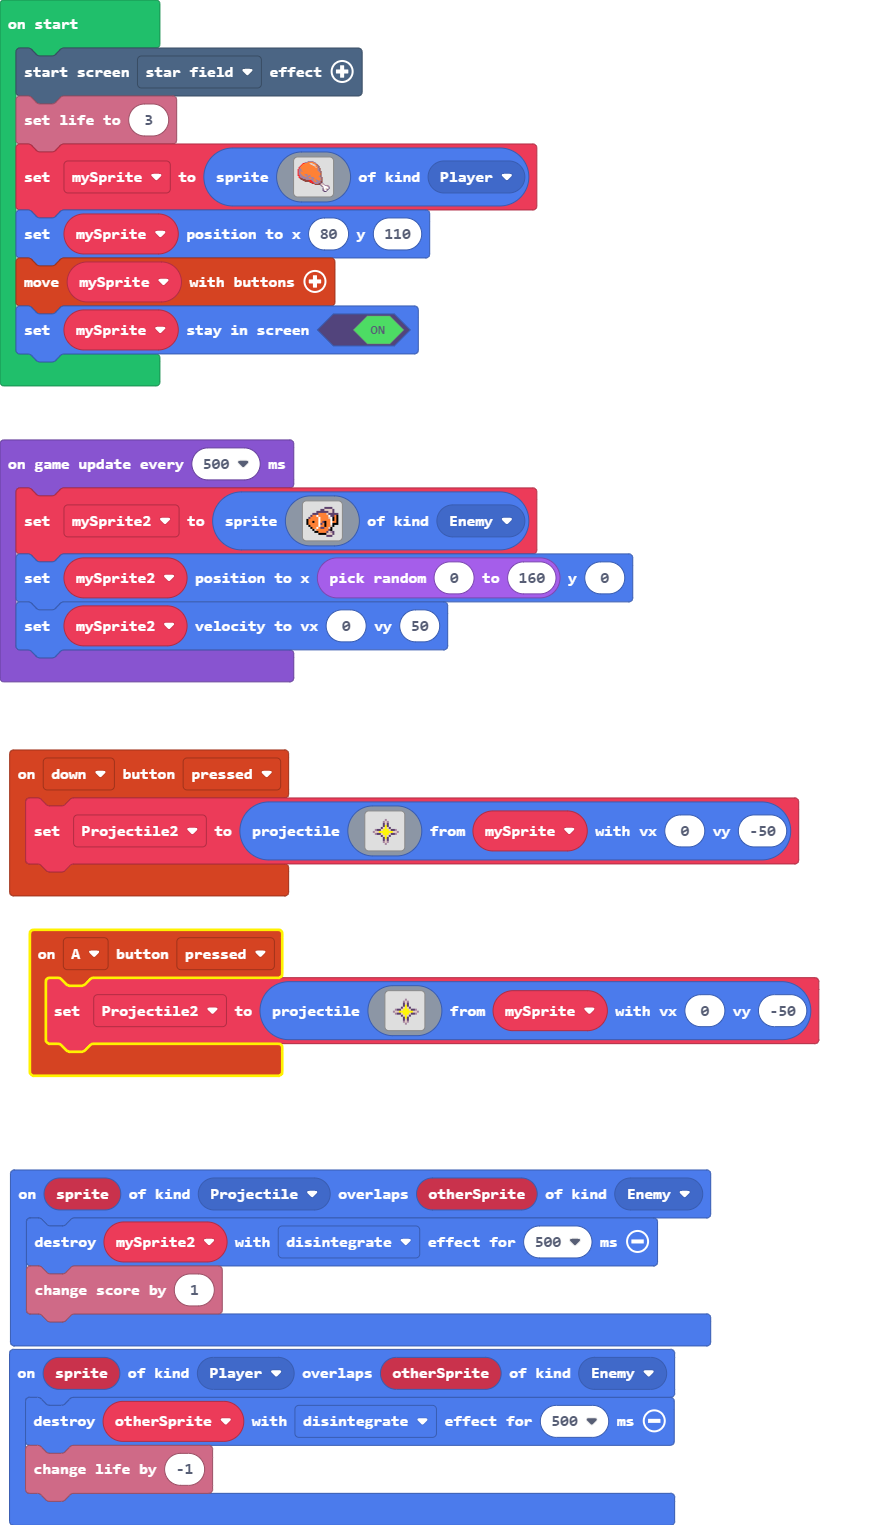 on start
start screen star field effect
set life to 3
set mySprite to sprite of kind Player
set mySprite position to x 80 y 110
move mySprite with buttons
set mySprite stay in screen ON
on game update every 500 ms
set mySprite2 to sprite of kind Enemy
set mySprite2 position to x pick random 0 to 160 y 0
set mySprite2 velocity to vx 0 vy 50
on down button pressed
set Projectile2 to projectile from mySprite with vx 0 vy -50
on A button pressed
set Projectile2 to projectile from mySprite with vx 0 vy -50
on sprite of kind Projectile overlaps otherSprite of kind Enemy
destroy mySprite2 with disintegrate effect for 500 ms
change score by 1
on sprite of kind Player overlaps otherSprite of kind Enemy
destroy otherSprite with disintegrate effect for 500 ms
change life by -1